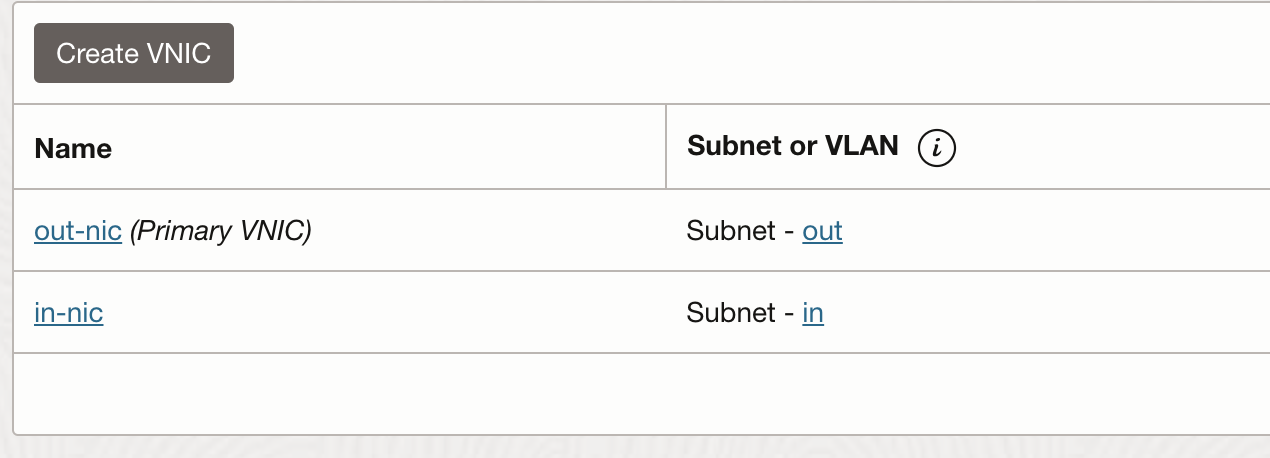 Create VNIC
Name Subnet or VLAN i
out-nic (Primary VNIC) Subnet - out
in-nic Subnet - in